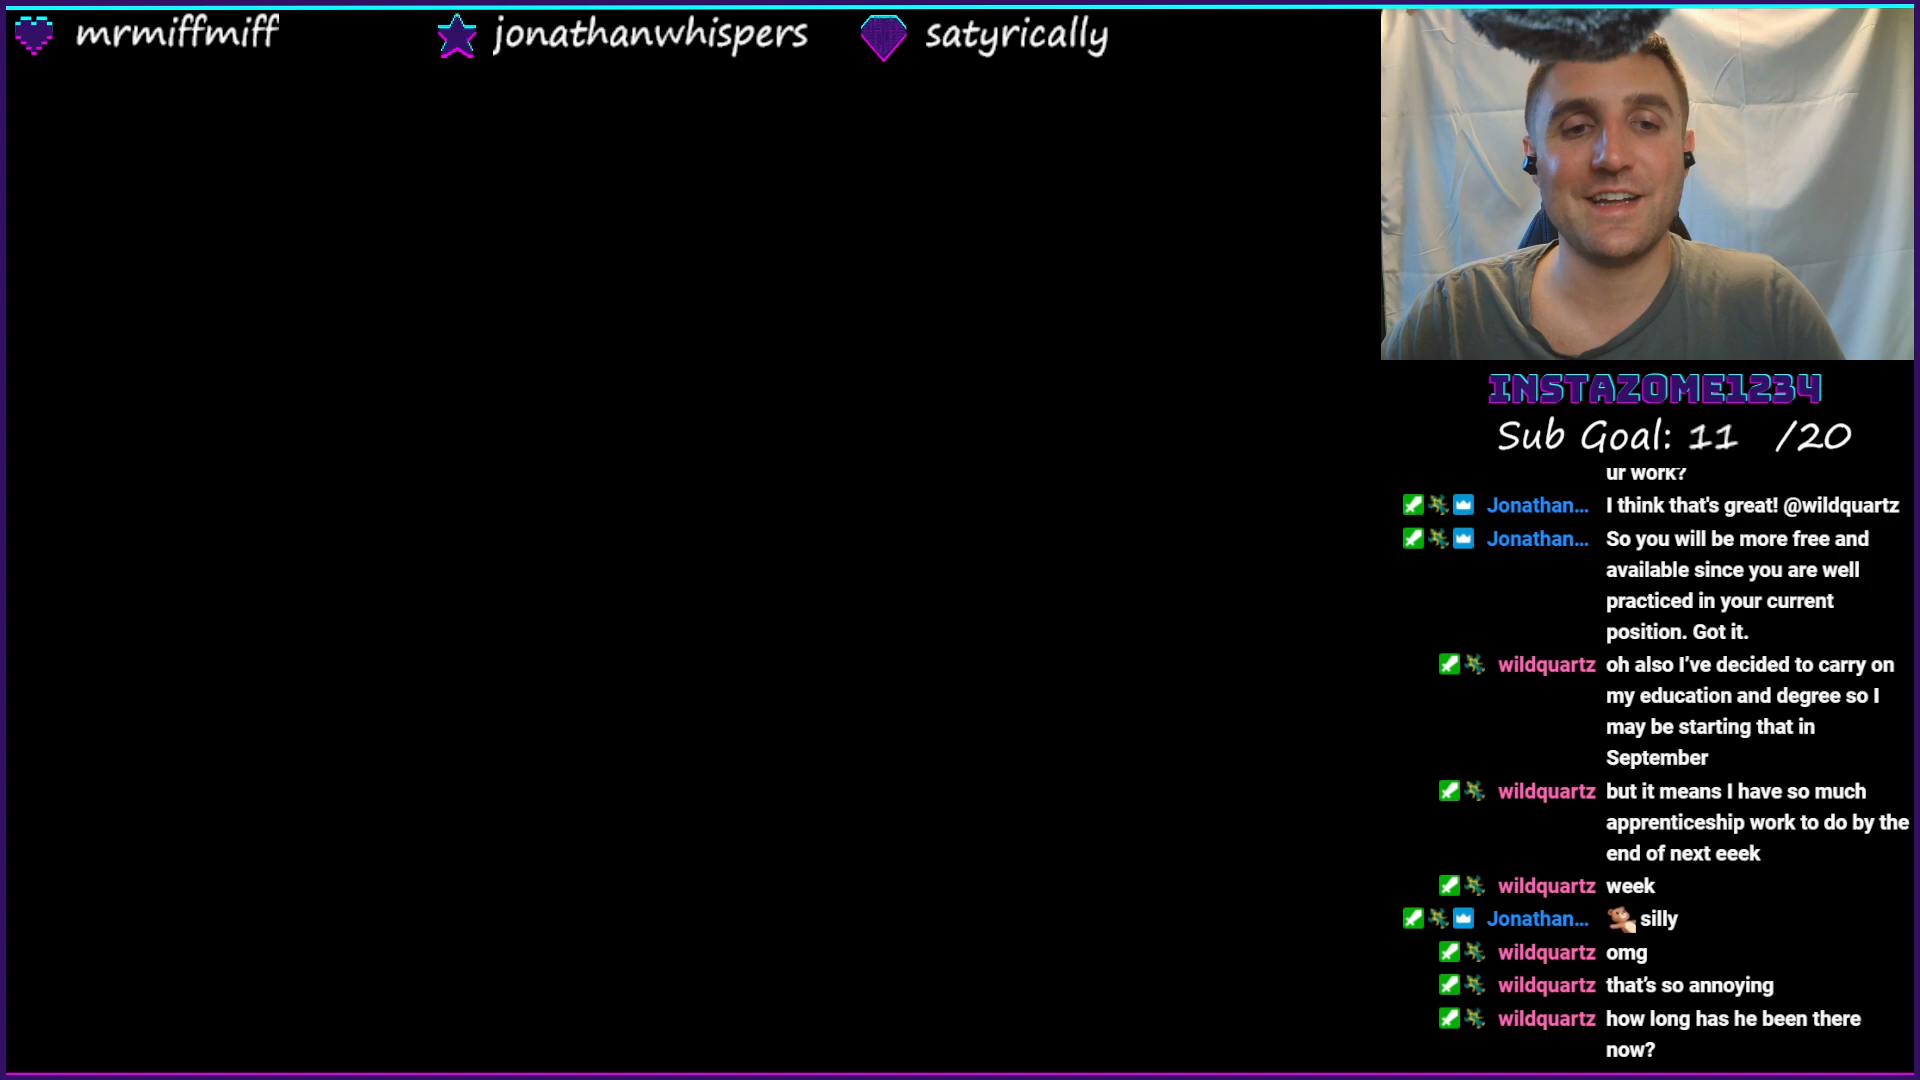 mrmiffmiff
jonathanwhispers
satyrically
INSTAZOME1234
Sub Goal: 11 /20
ur work?
Jonathan... I think that's great! @wildquartz
Jonathan... So you will be more free and
available since you are well
practiced in your current
position. Got it.
wildquartz oh also I've decided to carry on
my education and degree so I
may be starting that in
September
wildquartz but it means I have so much
apprenticeship work to do by the
end of next eeek
wildquartz week
Jonathan... silly
wildquartz omg
wildquartz that's so annoying
wildquartz how long has he been there
now?